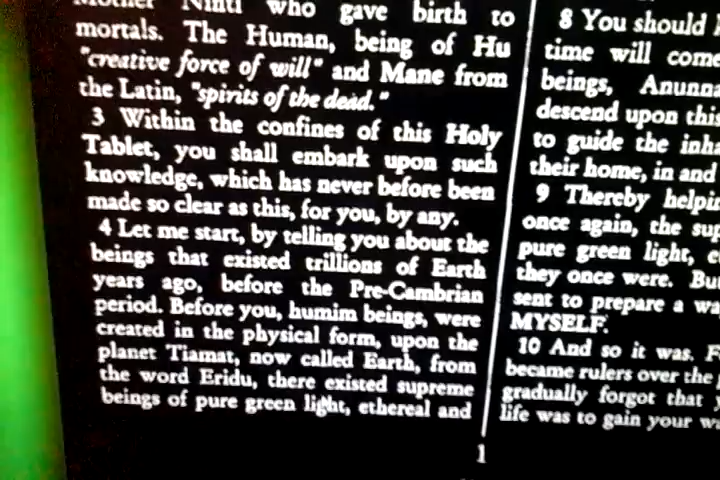 Mother Ninti who gave birth to
mortals. The Human, being of Hu
"creative force of will" and Mane from
the Latin, "spirits of the dead."
3 Within the confines of this Holy
Tablet, you shall embark upon such
knowledge, which has never before been
made so clear as this, for you, by any.
4 Let me start, by telling you about the
beings that existed trillions of Earth
years ago, before the Pre-Cambrian
period. Before you, humim beings, were
created in the physical form, upon the
planet Tiamat, now called Earth, from
the word Eridu, there existed supreme
beings of pure green light, ethereal and
8 You should
time will come
beings,
descend upon this
to guide the
their home, in and
9 Thereby
once again, the
pure green light,
they once were.
sent to prepare a
MYSELF.
10 And so it was.
became rulers over the
gradually forgot that
life was to gain your
1